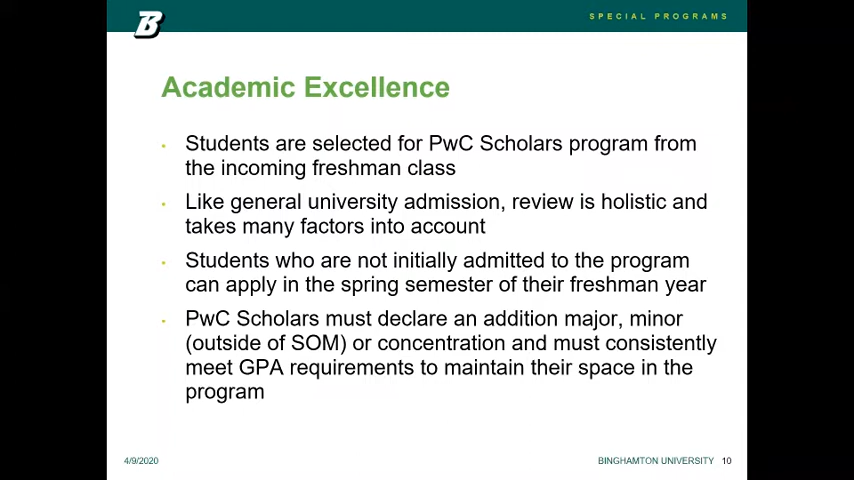 B
SPECIAL PROGRAMS
Academic Excellence
• Students are selected for PwC Scholars program from
the incoming freshman class
• Like general university admission, review is holistic and
takes many factors into account
• Students who are not initially admitted to the program
can apply in the spring semester of their freshman year
• PwC Scholars must declare an addition major, minor
(outside of SOM) or concentration and must consistently
meet GPA requirements to maintain their space in the
program
4/9/2020
BINGHAMTON UNIVERSITY 10